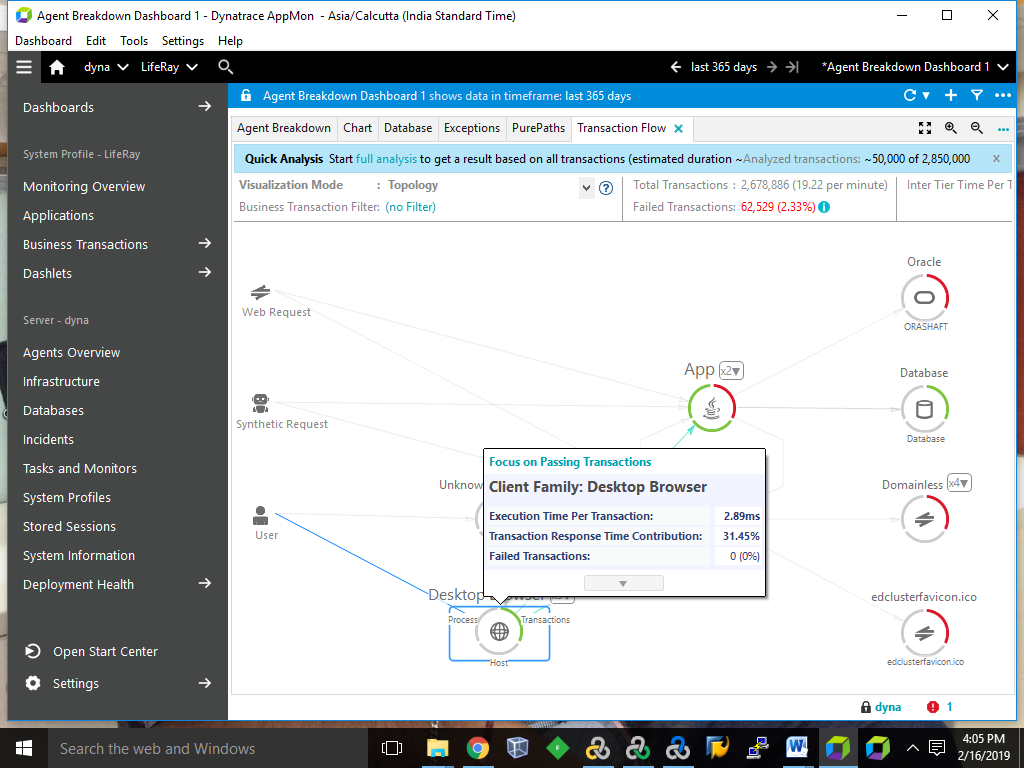 Agent Breakdown Dashboard 1 - Dynatrace AppMon - Asia/Calcutta (India Standard Time)
Dashboard Edit Tools Settings Help
dyna LifeRay last 365 days *Agent Breakdown Dashboard 1
Agent Breakdown Dashboard 1 shows data in timeframe: last 365 days
Dashboards
System Profile - LifeRay
Monitoring Overview
Applications
Business Transactions
Dashlets
Server - dyna
Agents Overview
Infrastructure
Databases
Incidents
Tasks and Monitors
System Profiles
Stored Sessions
System Information
Deployment Health
Open Start Center
Settings
Agent Breakdown Chart Database Exceptions PurePaths Transaction Flow
Quick Analysis Start full analysis to get a result based on all transactions (estimated duration ~Analyzed transactions: ~50,000 of 2,850,000
Visualization Mode : Topology
Business Transaction Filter: (no Filter)
Total Transactions : 2,678,886 (19.22 per minute)
Failed Transactions: 62,529 (2.33%)
Inter Tier Time Per T
Web Request
Synthetic Request
User
Unknow
App x2
Oracle
ORASHAFT
Database
Database
Domainless x4
edclusterfavicon.ico
edclusterfavicon.ico
Focus on Passing Transactions
Client Family: Desktop Browser
Execution Time Per Transaction: 2.89ms
Transaction Response Time Contribution: 31.45%
Failed Transactions: 0 (0%)
Desktop Browser
Process Transactions
Host
dyna 1
Search the web and Windows
4:05 PM
2/16/2019